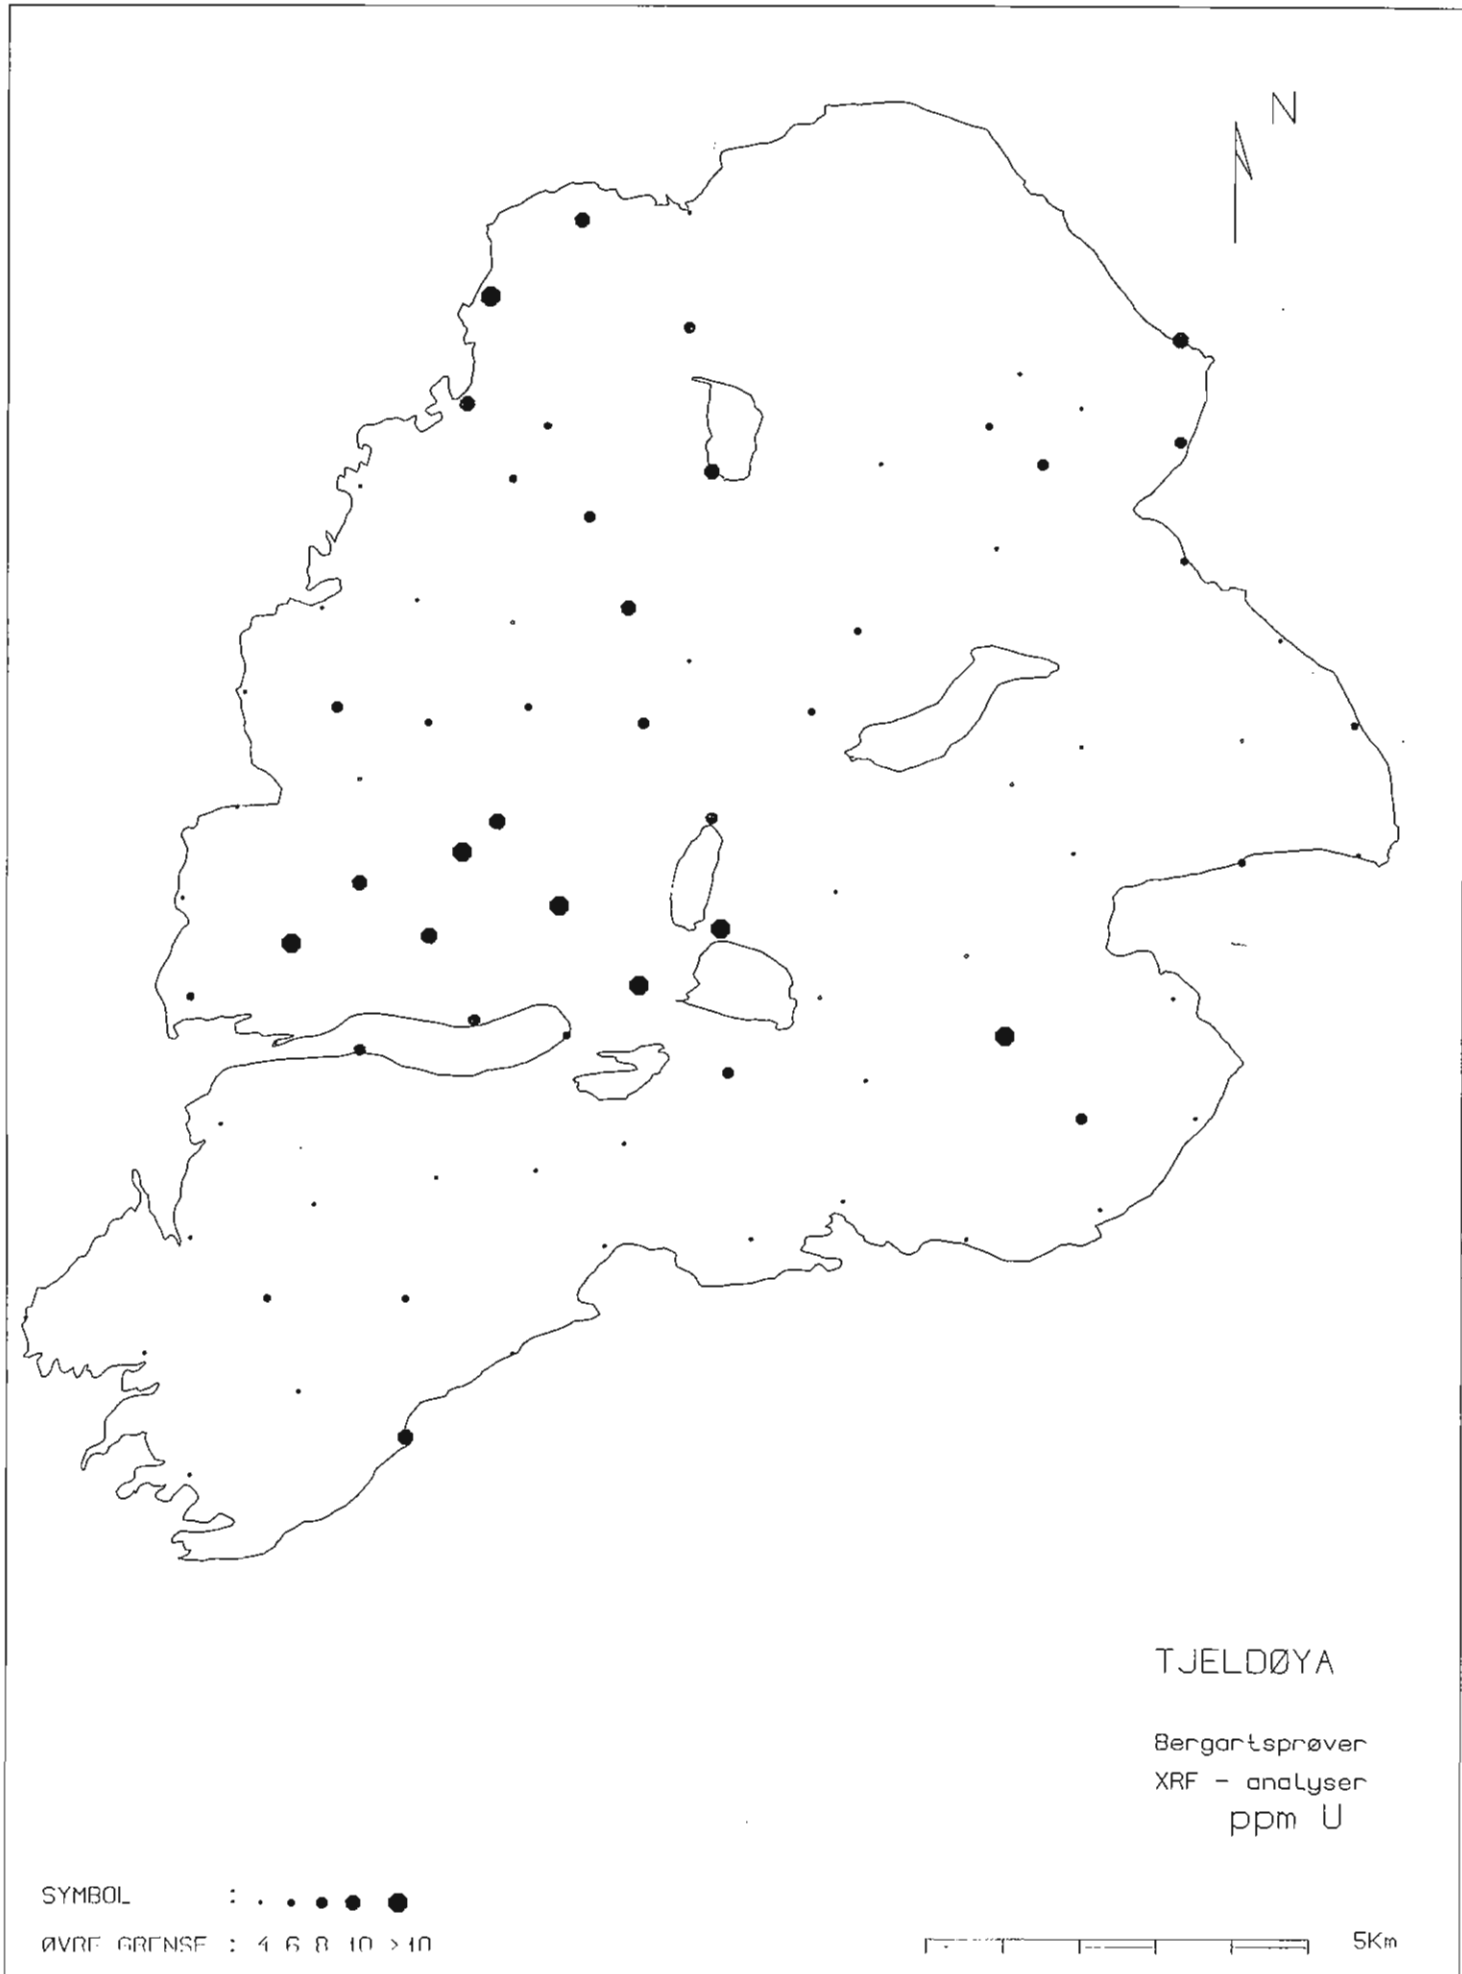 N
TJELDØYA
Bergartsprøver
XRF - analyser
ppm U
SYMBOL :
ØVRE GRENSE : 4 6 8 10 >10
5Km